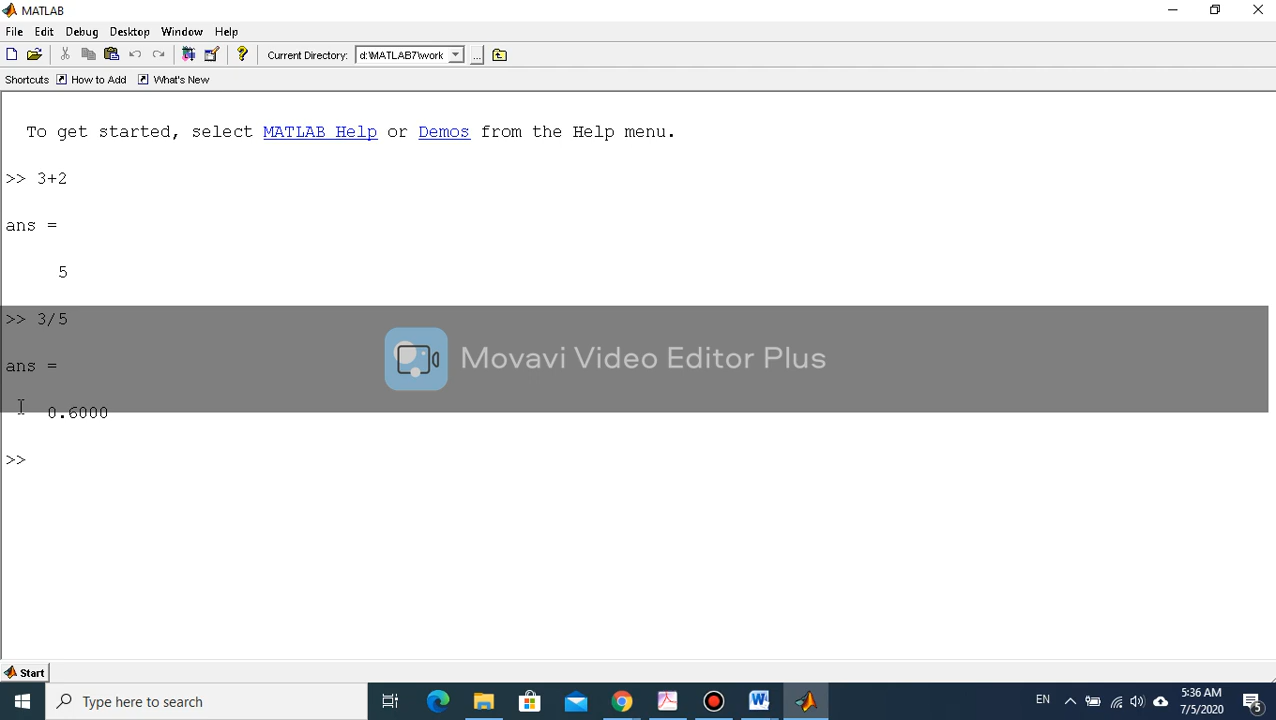 MATLAB
File Edit Debug Desktop Window Help
Current Directory: d:\MATLAB7\work ...
Shortcuts How to Add What's New
To get started, select MATLAB Help or Demos from the Help menu.
>> 3+2
ans =
5
>> 3/5
Movavi Video Editor Plus
ans =
0.6000
>>
Start
Type here to search
EN
5:36 AM
7/5/2020
5